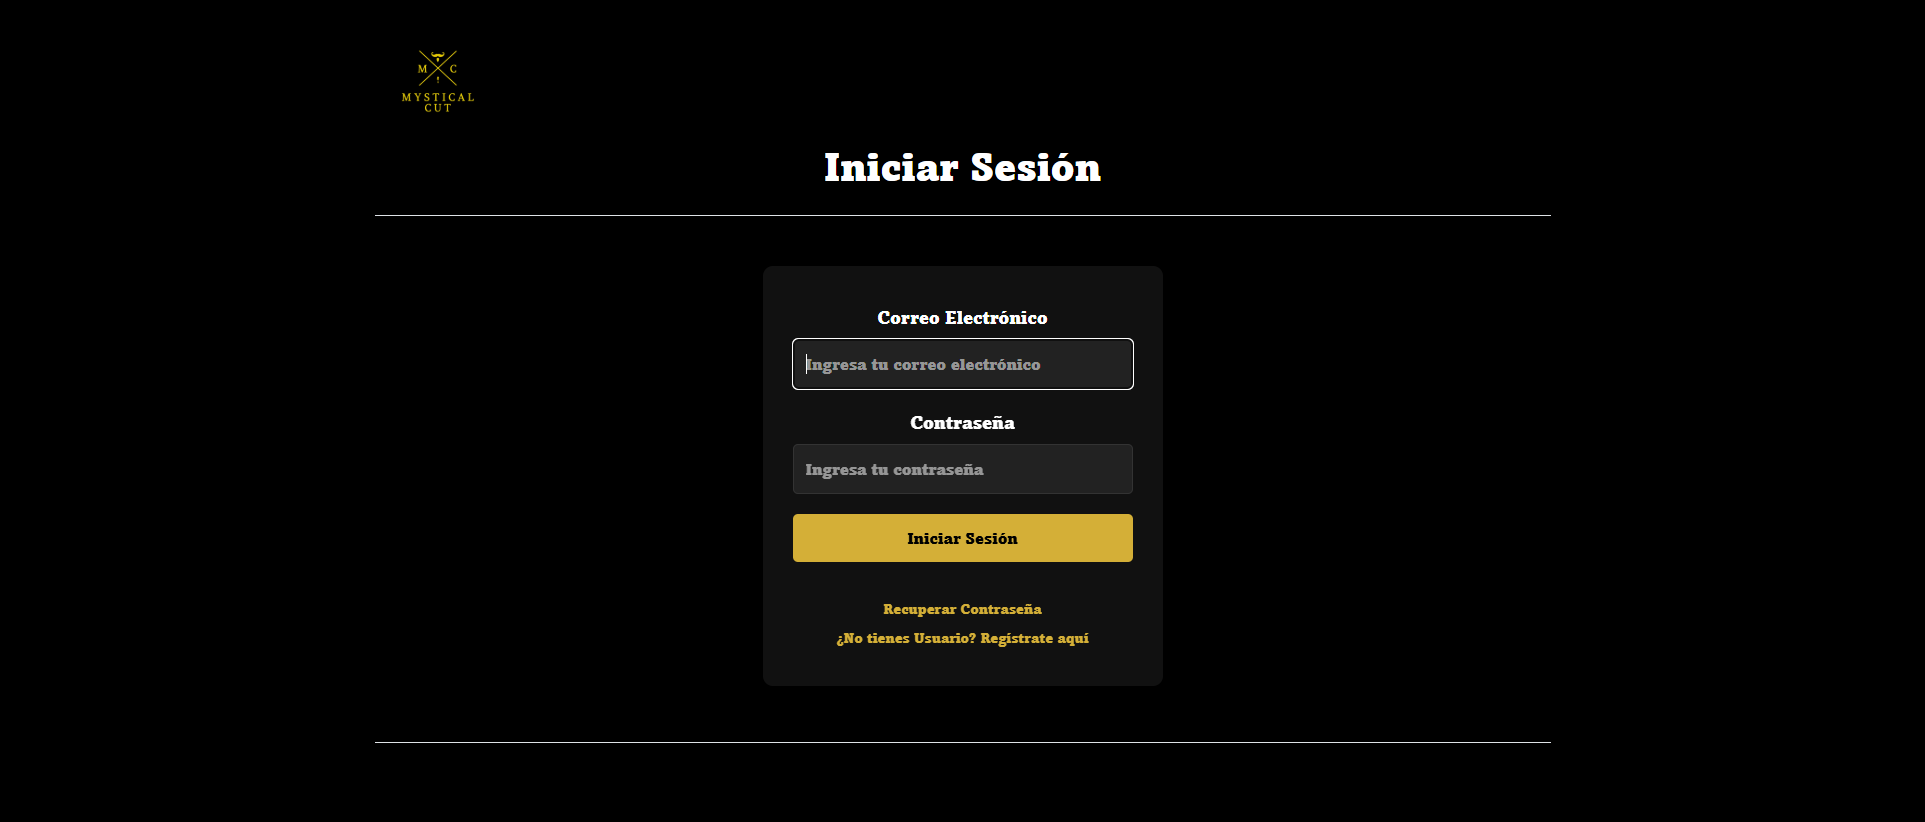 M C
MYSTICAL
CUT
Iniciar Sesión
Correo Electrónico
Ingresa tu correo electrónico
Contraseña
Ingresa tu contraseña
Iniciar Sesión
Recuperar Contraseña
¿No tienes Usuario? Regístrate aquí